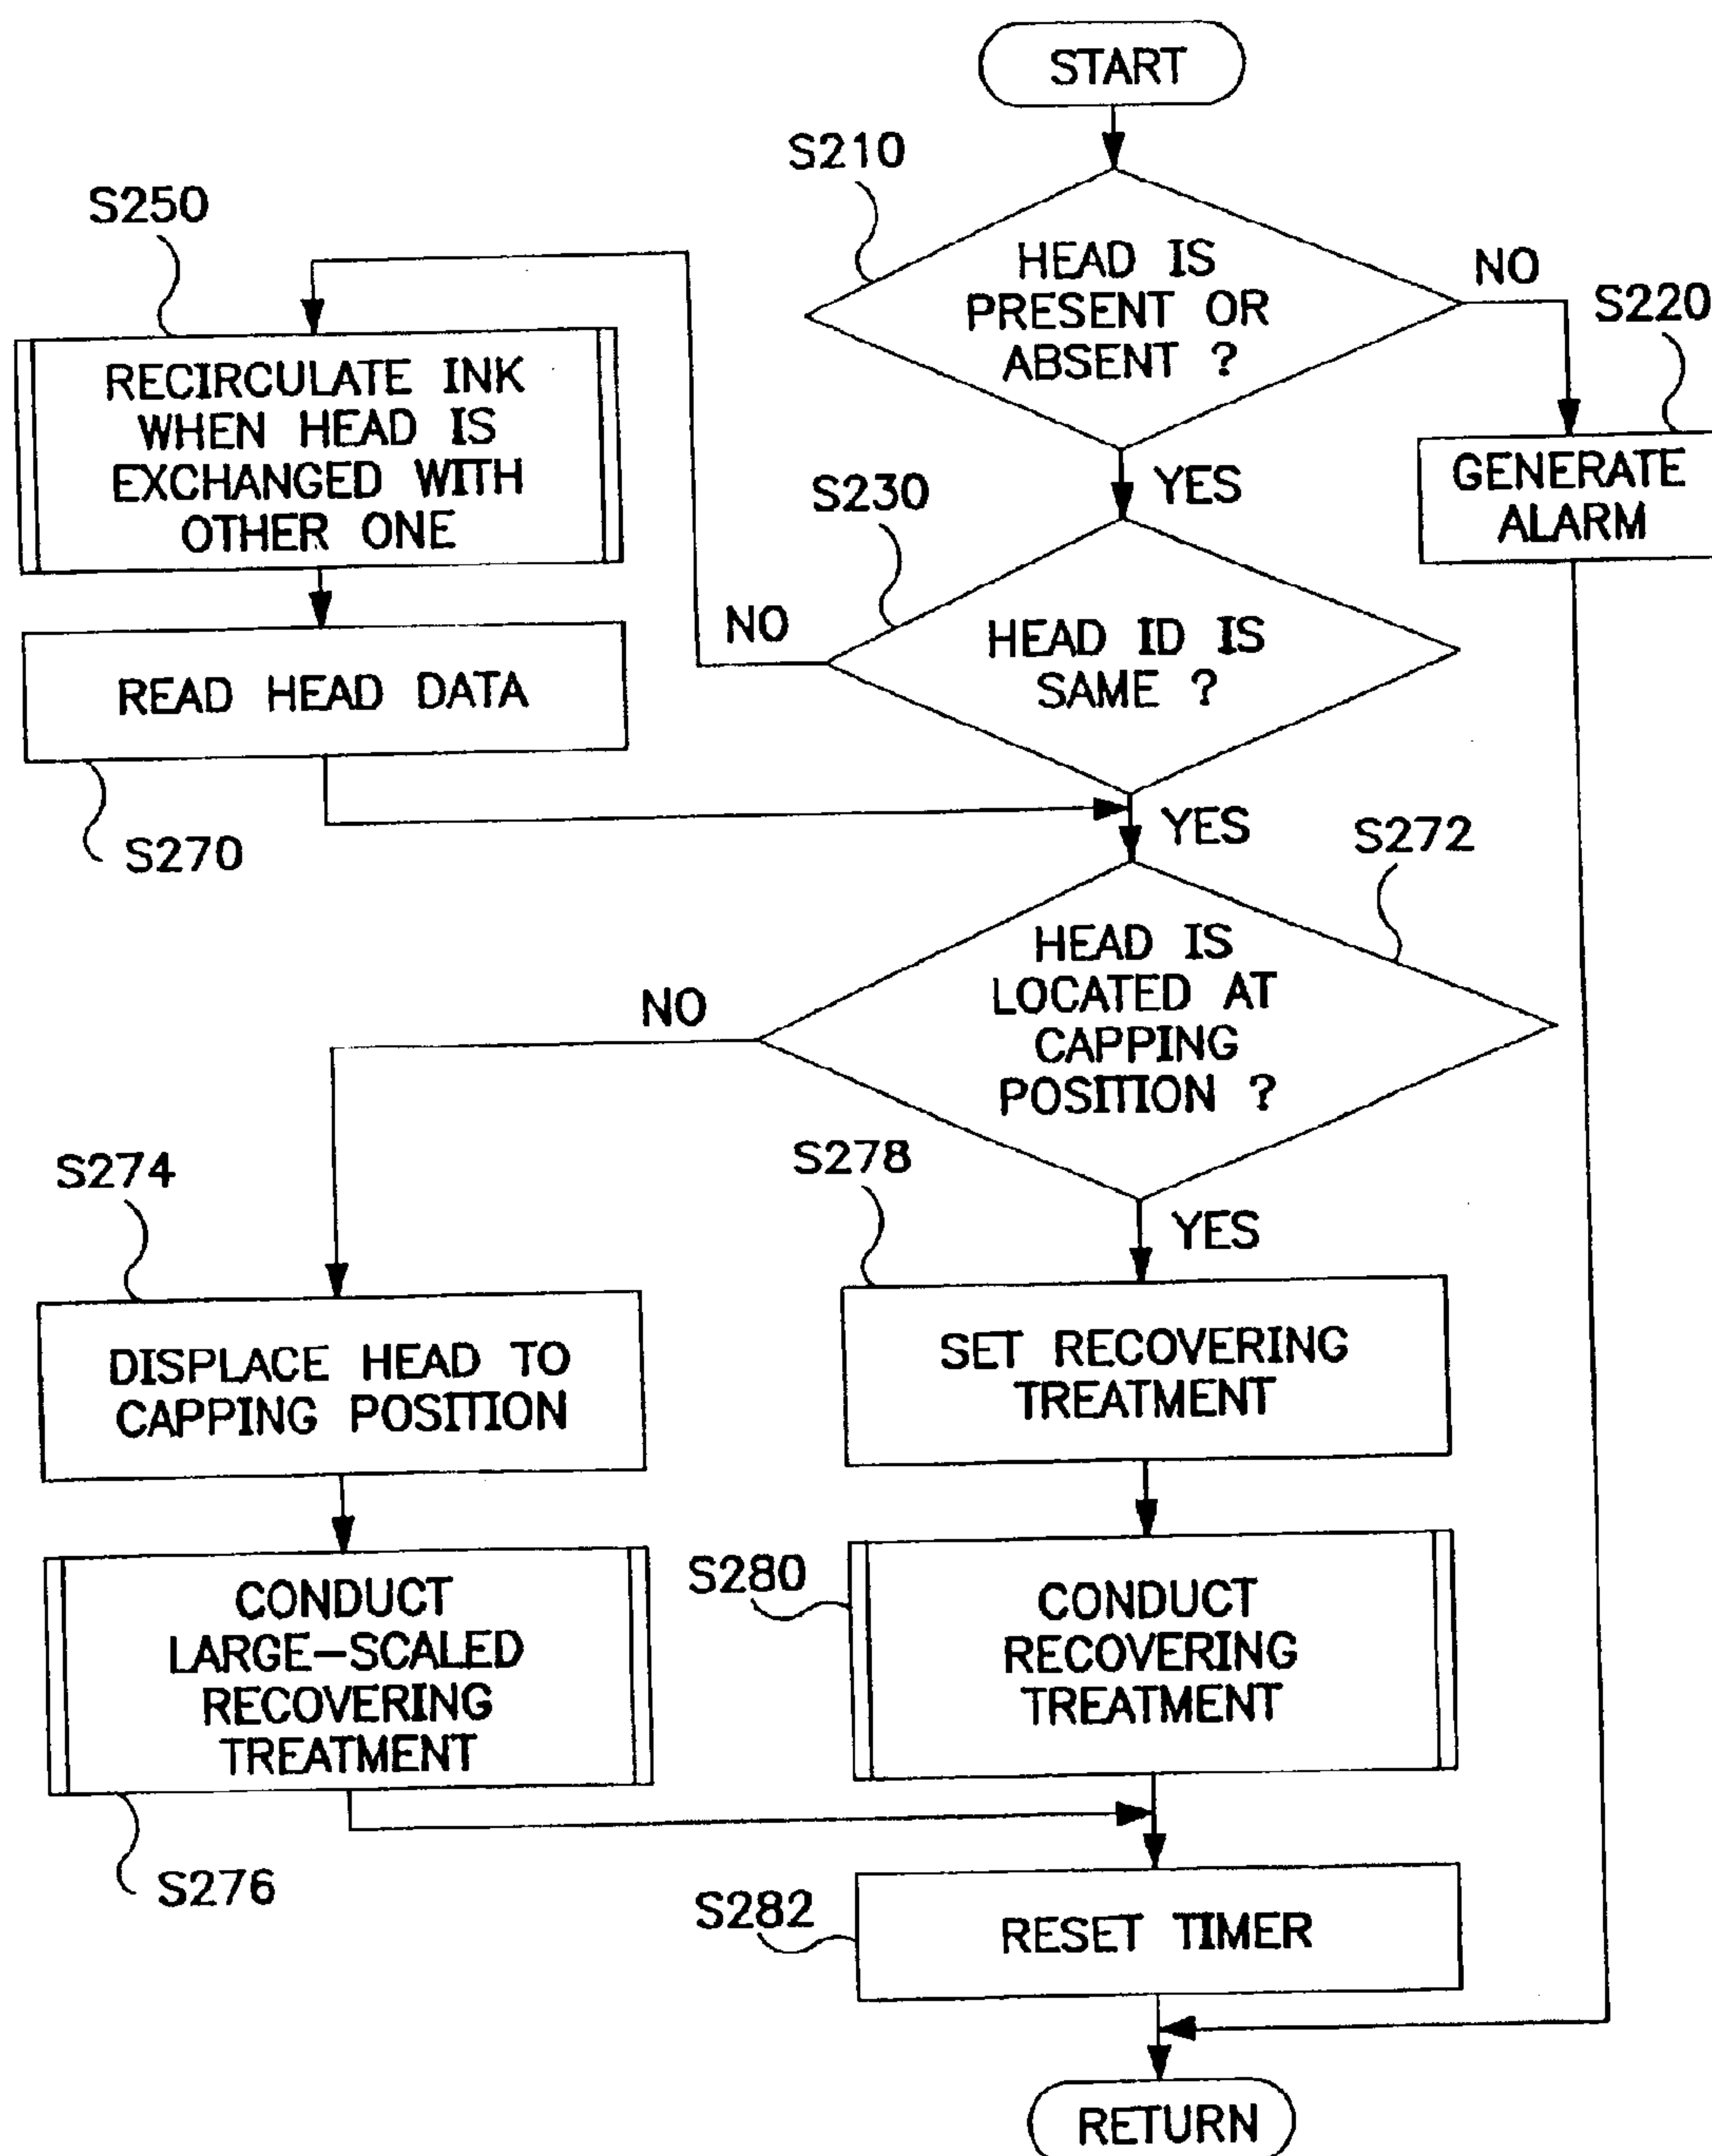 START
S210
HEAD IS
PRESENT OR
ABSENT ?
NO
S220
GENERATE
ALARM
YES
S230
HEAD ID IS
SAME ?
NO
S250
RECIRCULATE INK
WHEN HEAD IS
EXCHANGED WITH
OTHER ONE
READ HEAD DATA
S270
YES
S272
HEAD IS
LOCATED AT
CAPPING
POSITION ?
NO
S274
DISPLACE HEAD TO
CAPPING POSITION
CONDUCT
LARGE-SCALED
RECOVERING
TREATMENT
S276
YES
S278
SET RECOVERING
TREATMENT
S280
CONDUCT
RECOVERING
TREATMENT
S282
RESET TIMER
RETURN